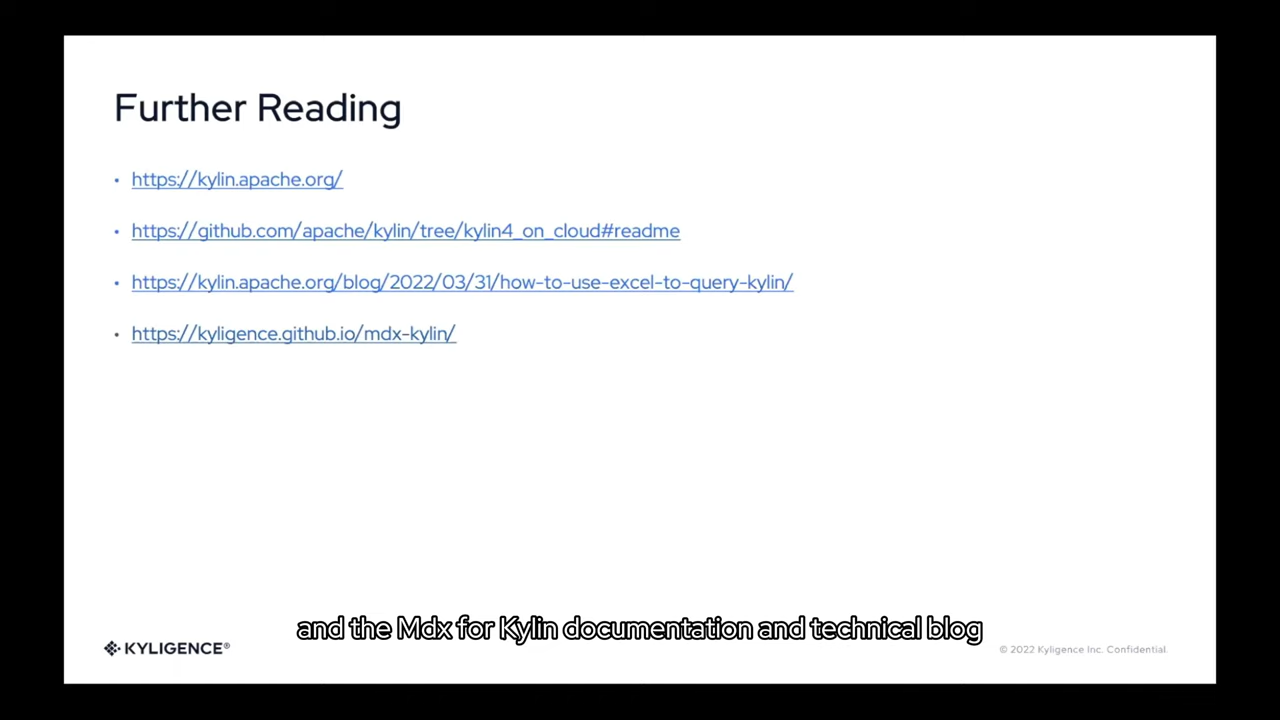 Further Reading
• https://kylin.apache.org/
• https://github.com/apache/kylin/tree/kylin4_on_cloud#readme
• https://kylin.apache.org/blog/2022/03/31/how-to-use-excel-to-query-kylin/
• https://kyligence.github.io/mdx-kylin/
and the Mdx for Kylin documentation and technical blog
KYLIGENCE®
© 2022 Kyligence Inc. Confidential.